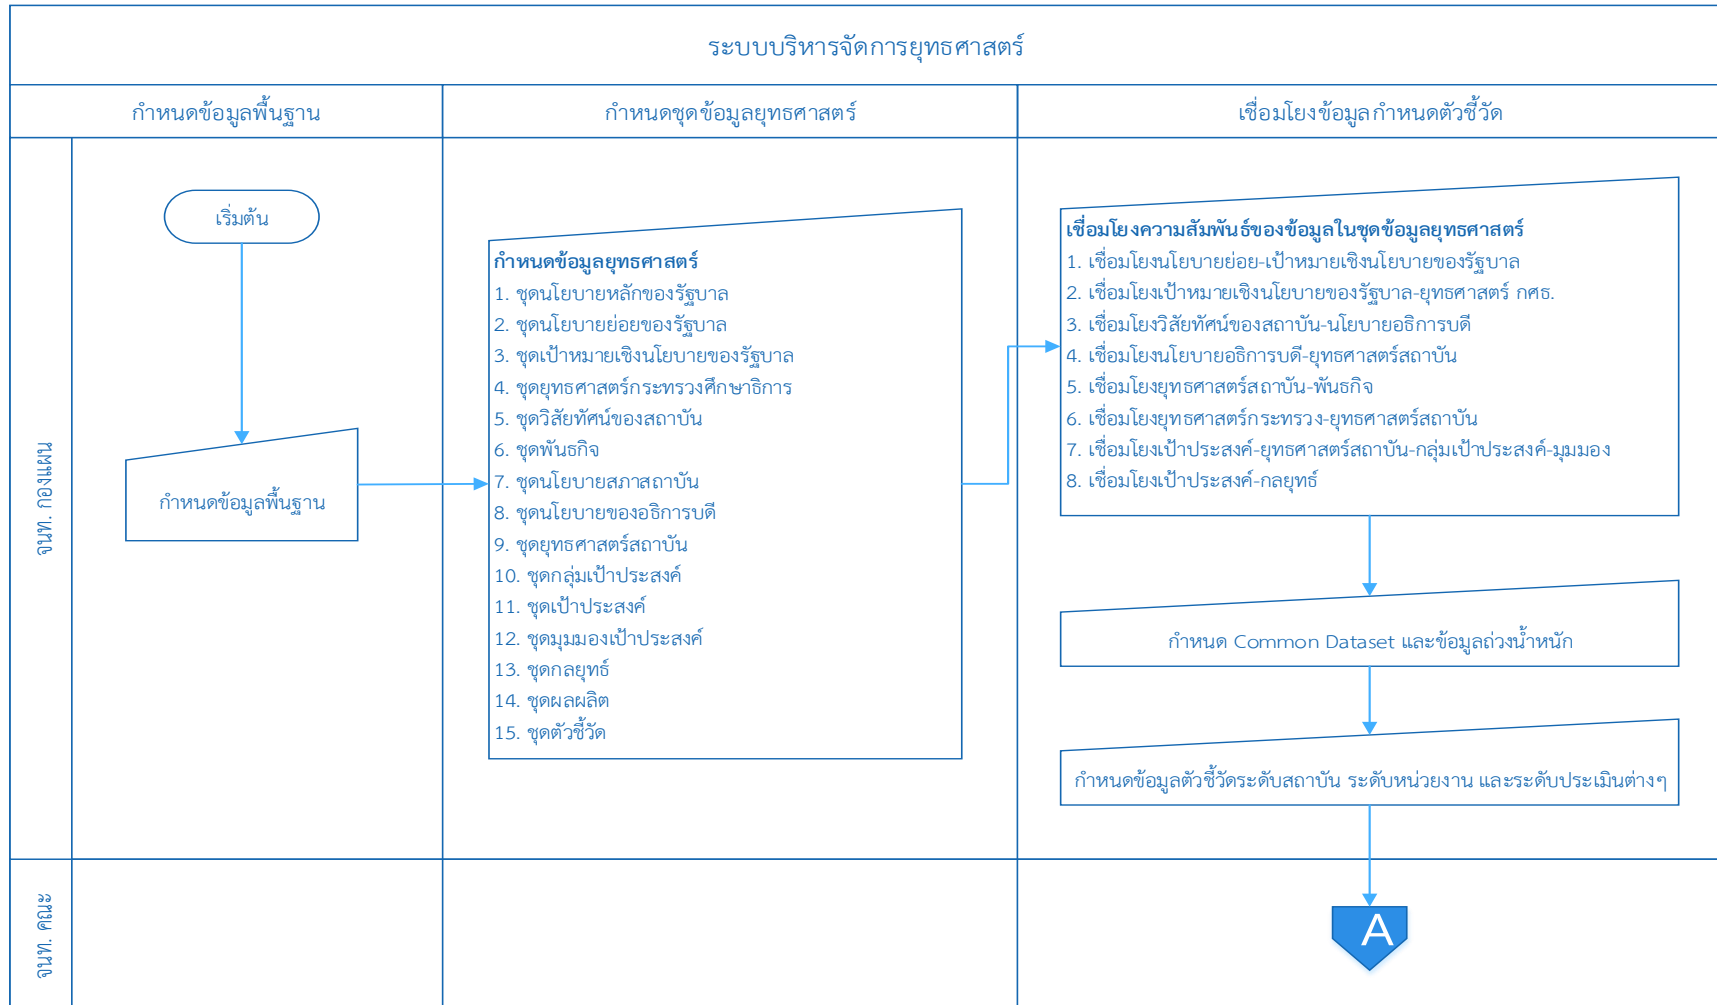 ระบบบริหารจัดการยุทธศาสตร์
กำหนดข้อมูลพื้นฐาน
กำหนดชุดข้อมูลยุทธศาสตร์
เชื่อมโยงข้อมูลกำหนดตัวชี้วัด
จนท. กองแผน
เริ่มต้น
กำหนดข้อมูลพื้นฐาน
กำหนดข้อมูลยุทธศาสตร์
1. ชุดนโยบายหลักของรัฐบาล
2. ชุดนโยบายย่อยของรัฐบาล
3. ชุดเป้าหมายเชิงนโยบายของรัฐบาล
4. ชุดยุทธศาสตร์กระทรวงศึกษาธิการ
5. ชุดวิสัยทัศน์ของสถาบัน
6. ชุดพันธกิจ
7. ชุดนโยบายสภาสถาบัน
8. ชุดนโยบายของอธิการบดี
9. ชุดยุทธศาสตร์สถาบัน
10. ชุดกลุ่มเป้าประสงค์
11. ชุดเป้าประสงค์
12. ชุดมุมมองเป้าประสงค์
13. ชุดกลยุทธ์
14. ชุดผลผลิต
15. ชุดตัวชี้วัด
เชื่อมโยงความสัมพันธ์ของข้อมูลในชุดข้อมูลยุทธศาสตร์
1. เชื่อมโยงนโยบายย่อย-เป้าหมายเชิงนโยบายของรัฐบาล
2. เชื่อมโยงเป้าหมายเชิงนโยบายของรัฐบาล-ยุทธศาสตร์ กศธ.
3. เชื่อมโยงวิสัยทัศน์ของสถาบัน-นโยบายอธิการบดี
4. เชื่อมโยงนโยบายอธิการบดี-ยุทธศาสตร์สถาบัน
5. เชื่อมโยงยุทธศาสตร์สถาบัน-พันธกิจ
6. เชื่อมโยงยุทธศาสตร์กระทรวง-ยุทธศาสตร์สถาบัน
7. เชื่อมโยงเป้าประสงค์-ยุทธศาสตร์สถาบัน-กลุ่มเป้าประสงค์-มุมมอง
8. เชื่อมโยงเป้าประสงค์-กลยุทธ์
กำหนด Common Dataset และข้อมูลถ่วงน้ำหนัก
กำหนดข้อมูลตัวชี้วัดระดับสถาบัน ระดับหน่วยงาน และระดับประเมินต่างๆ
จนท. คณะ
A